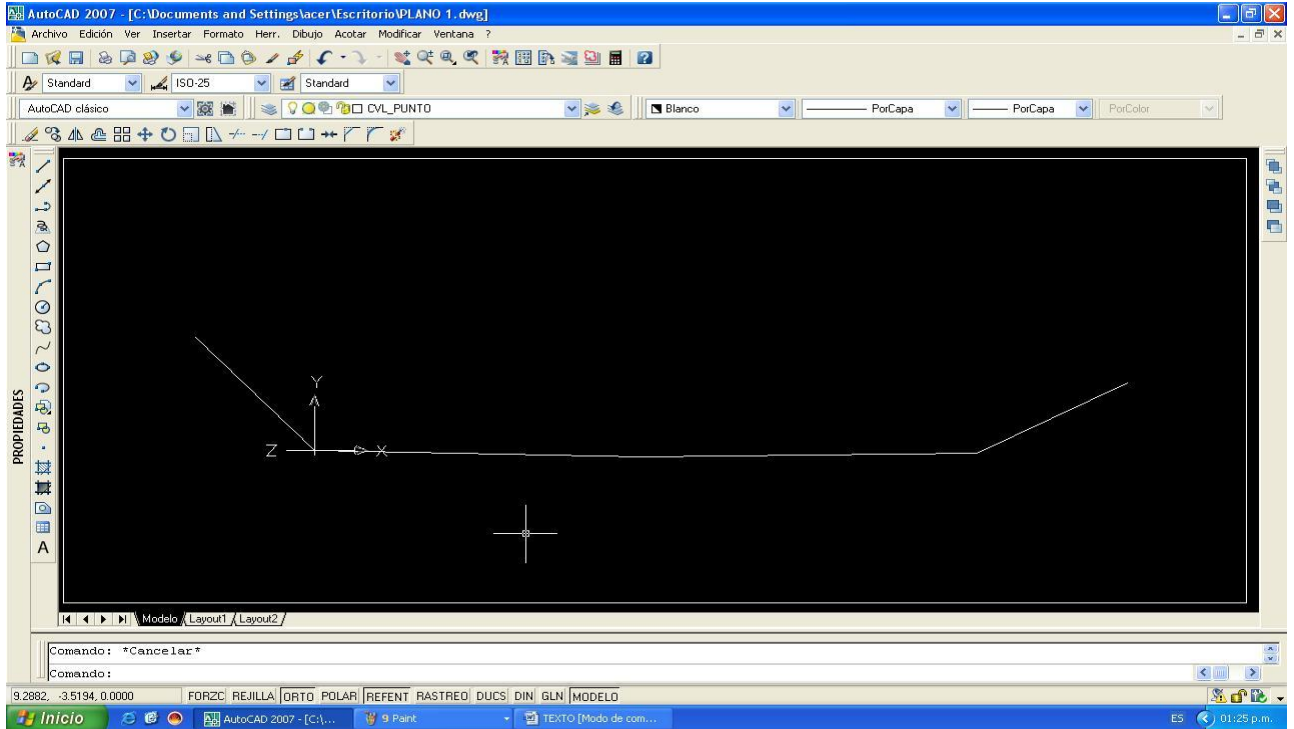 AutoCAD 2007 - [C:\Documents and Settings\acer\Escritorio\PLANO 1.dwg]
Archivo Edición Ver Insertar Formato Herr. Dibujo Acotar Modificar Ventana ?
Standard ISO-25 Standard
AutoCAD clásico CVL_PUNTO Blanco PorCapa PorCapa PorColor
PROPIEDADES
A
Y
Z X
Modelo Layout1 Layout2
Comando: *Cancelar*
Comando:
9.2882, -3.5194, 0.0000 FORZC REJILLA ORTO POLAR REFENT RASTREO DUCS DIN GLN MODELO
Inicio AutoCAD 2007 - [C:\... 9 Paint TEXTO [Modo de com... ES 01:25 p.m.